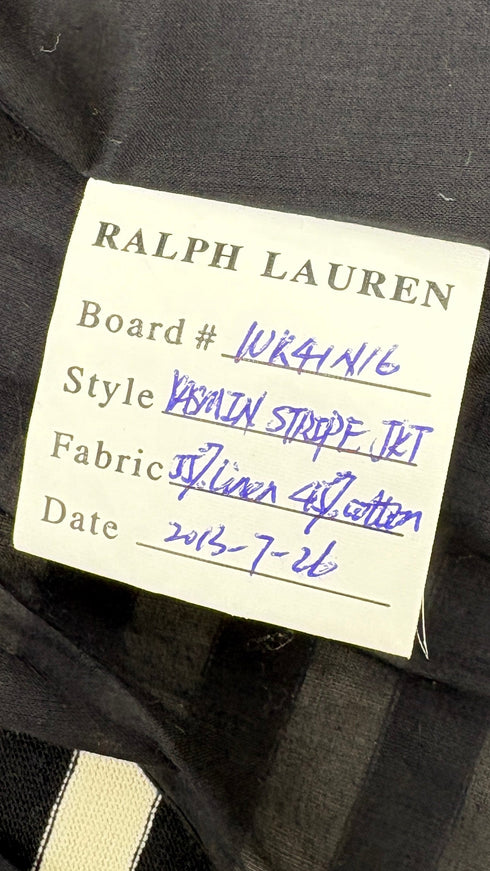 RALPH LAUREN
Board # 1UK41N16
Style YASMIN STRIPE JKT
Fabric 55% linen 45% cotton
Date 2013-7-26